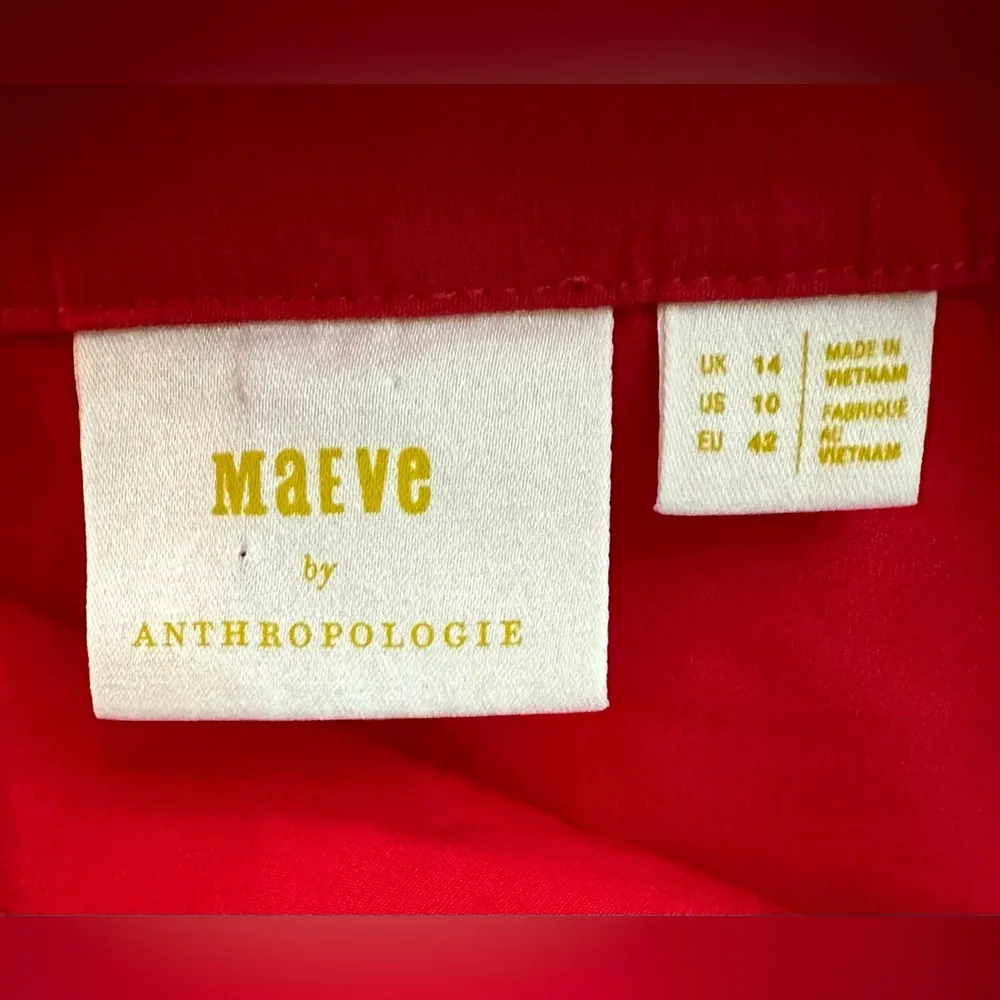 MaEVe
by
ANTHROPOLOGIE
UK 14
US 10
EU 42
MADE IN
VIETNAM
FABRIQUÉ
AU
VIETNAM